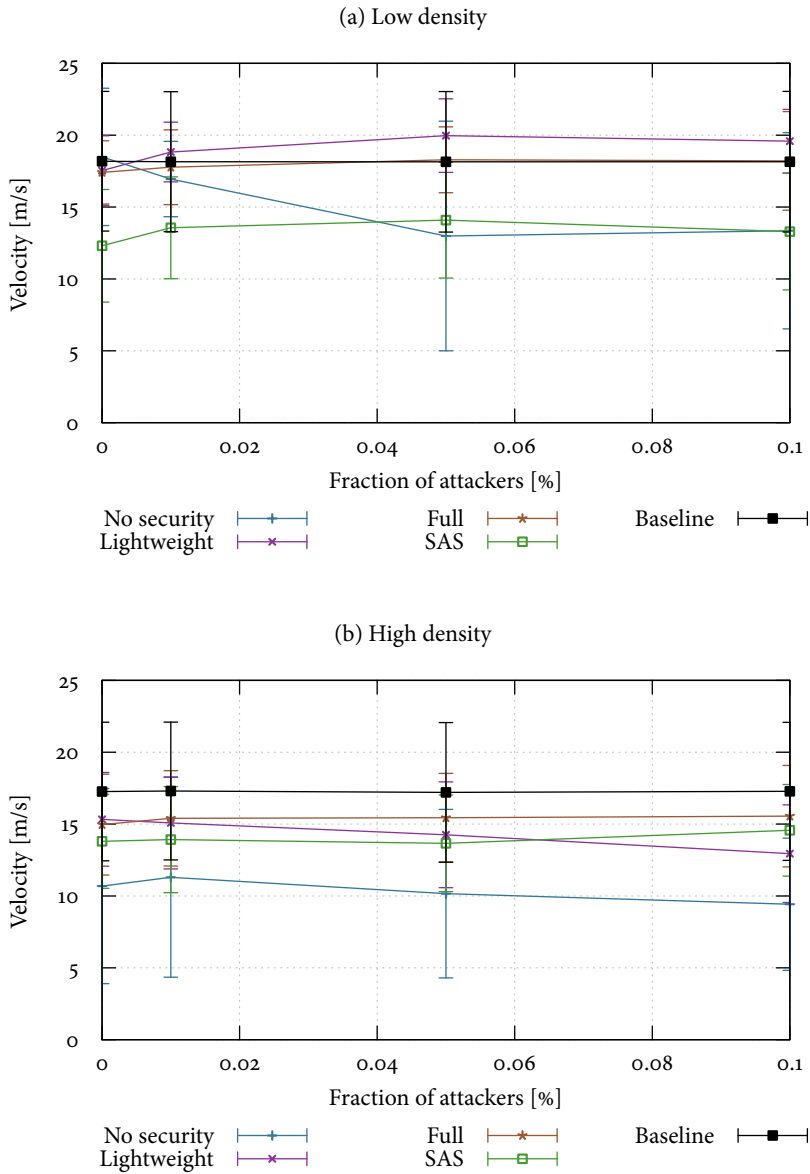 (a) Low density
25
20
15
10
5
0
Velocity [m/s]
0 0.02 0.04 0.06 0.08 0.1
Fraction of attackers [%]
No security Full Baseline
Lightweight SAS
(b) High density
25
20
15
10
5
0
Velocity [m/s]
0 0.02 0.04 0.06 0.08 0.1
Fraction of attackers [%]
No security Full Baseline
Lightweight SAS